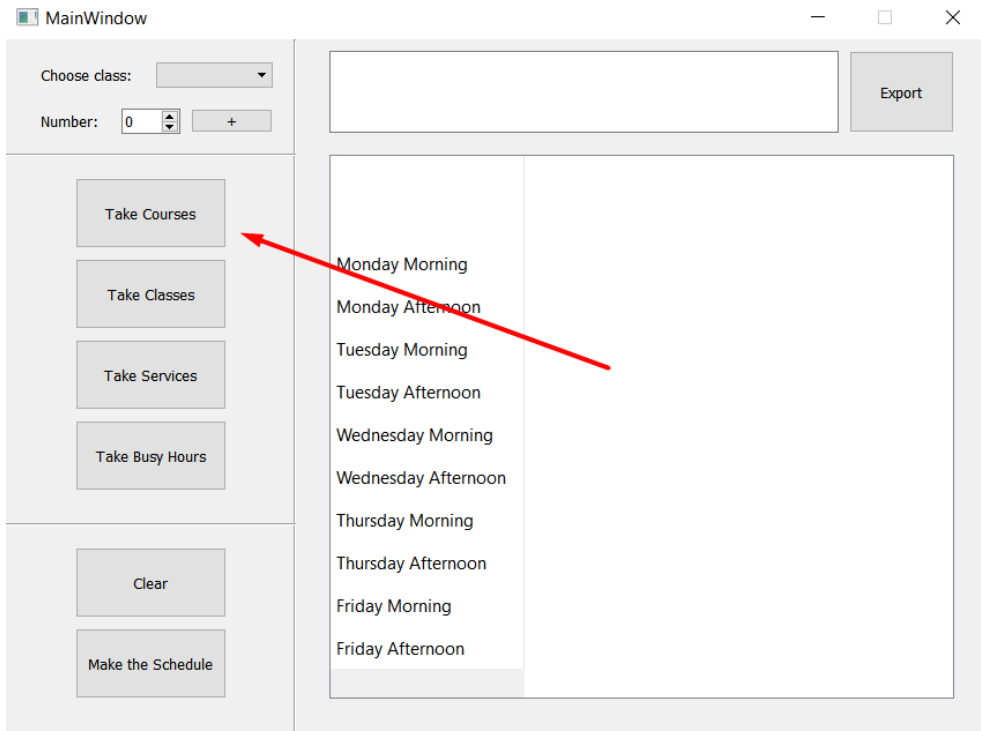 MainWindow
Choose class:
Number: 0 +
Export
Take Courses
Take Classes
Take Services
Take Busy Hours
Clear
Make the Schedule
Monday Morning
Monday Afternoon
Tuesday Morning
Tuesday Afternoon
Wednesday Morning
Wednesday Afternoon
Thursday Morning
Thursday Afternoon
Friday Morning
Friday Afternoon